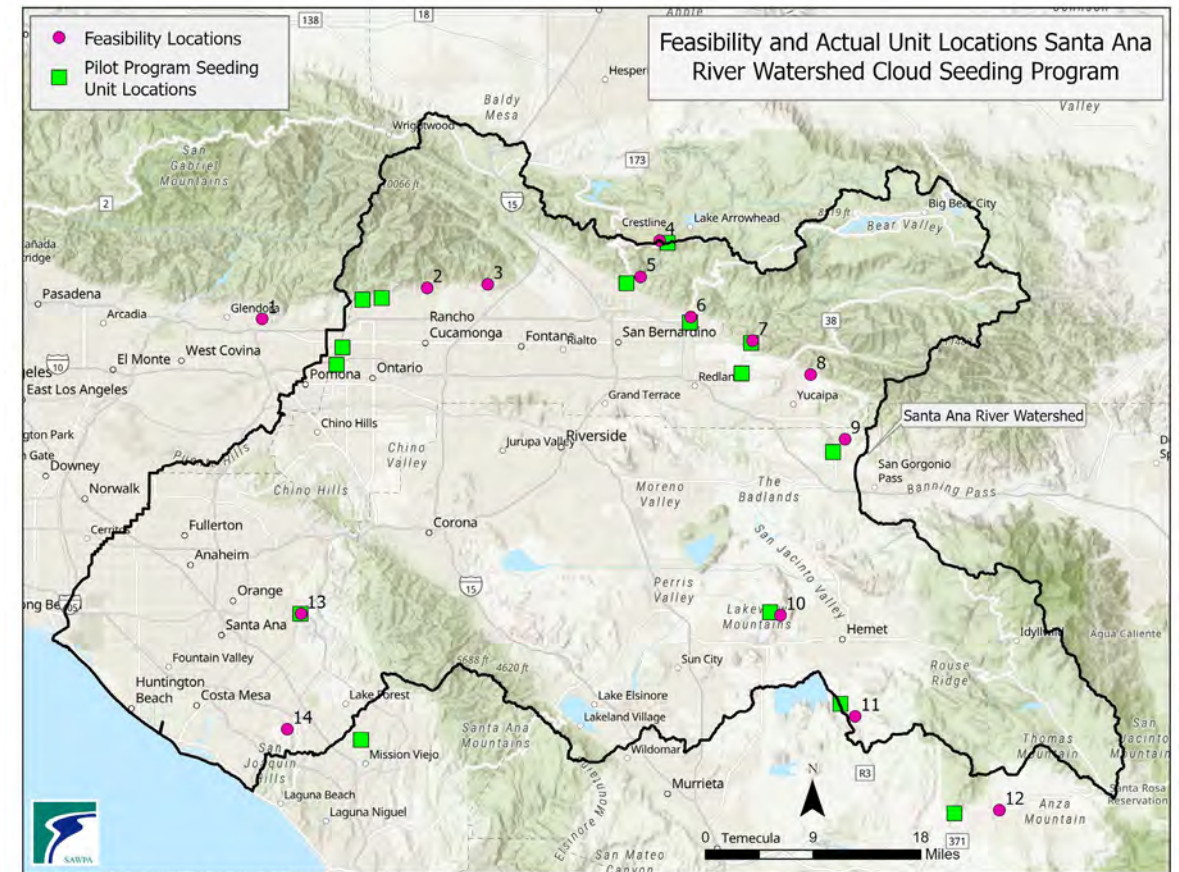 Feasibility and Actual Unit Locations Santa Ana
River Watershed Cloud Seeding Program
Feasibility Locations
Pilot Program Seeding
Unit Locations
138
18
Hesperi
Valley
Baldy
Mesa
Wrightwood
San
Gabriel
Mountains
173
2
15
Crestline
4
Lake Arrowhead
Big Bear City
Bear Valley
5
2
3
Pasadena
Arcadia
Glendora
1
Rancho
Cucamonga
6
38
Fontana
Rialto
San Bernardino
7
El Monte
West Covina
10
East Los Angeles
Pomona
Ontario
Redland
8
Grand Terrace
Yucaipa
Santa Ana River Watershed
Chino Hills
9
Riverside
Jurupa Valley
Chino
Valley
Downey
San Gorgonio
Pass
Banning Pass
Chino Hills
Moreno
Valley
The
Badlands
Norwalk
Fullerton
Corona
Cerritos
Anaheim
San Jacinto Valley
15
Perris
Valley
Orange
13
10
Mountains
Santa Ana
Hemet
Agua Caliente
Fountain Valley
Sun City
Rouse
Ridge
Huntington
Beach
Costa Mesa
Lake Forest
Lake Elsinore
14
Lakeland Village
11
Santa Ana
Mountains
San
Joaquin
Hills
Mission Viejo
Wildomar
Thomas
Mountain
San
Jacinto
Mountain
N
R3
Murrieta
Santa Rosa
Reservation
Laguna Beach
Laguna Niguel
12
Anza
Mountain
0
Temecula
9
18
Miles
371
San Mateo
Canyon
SAWPA